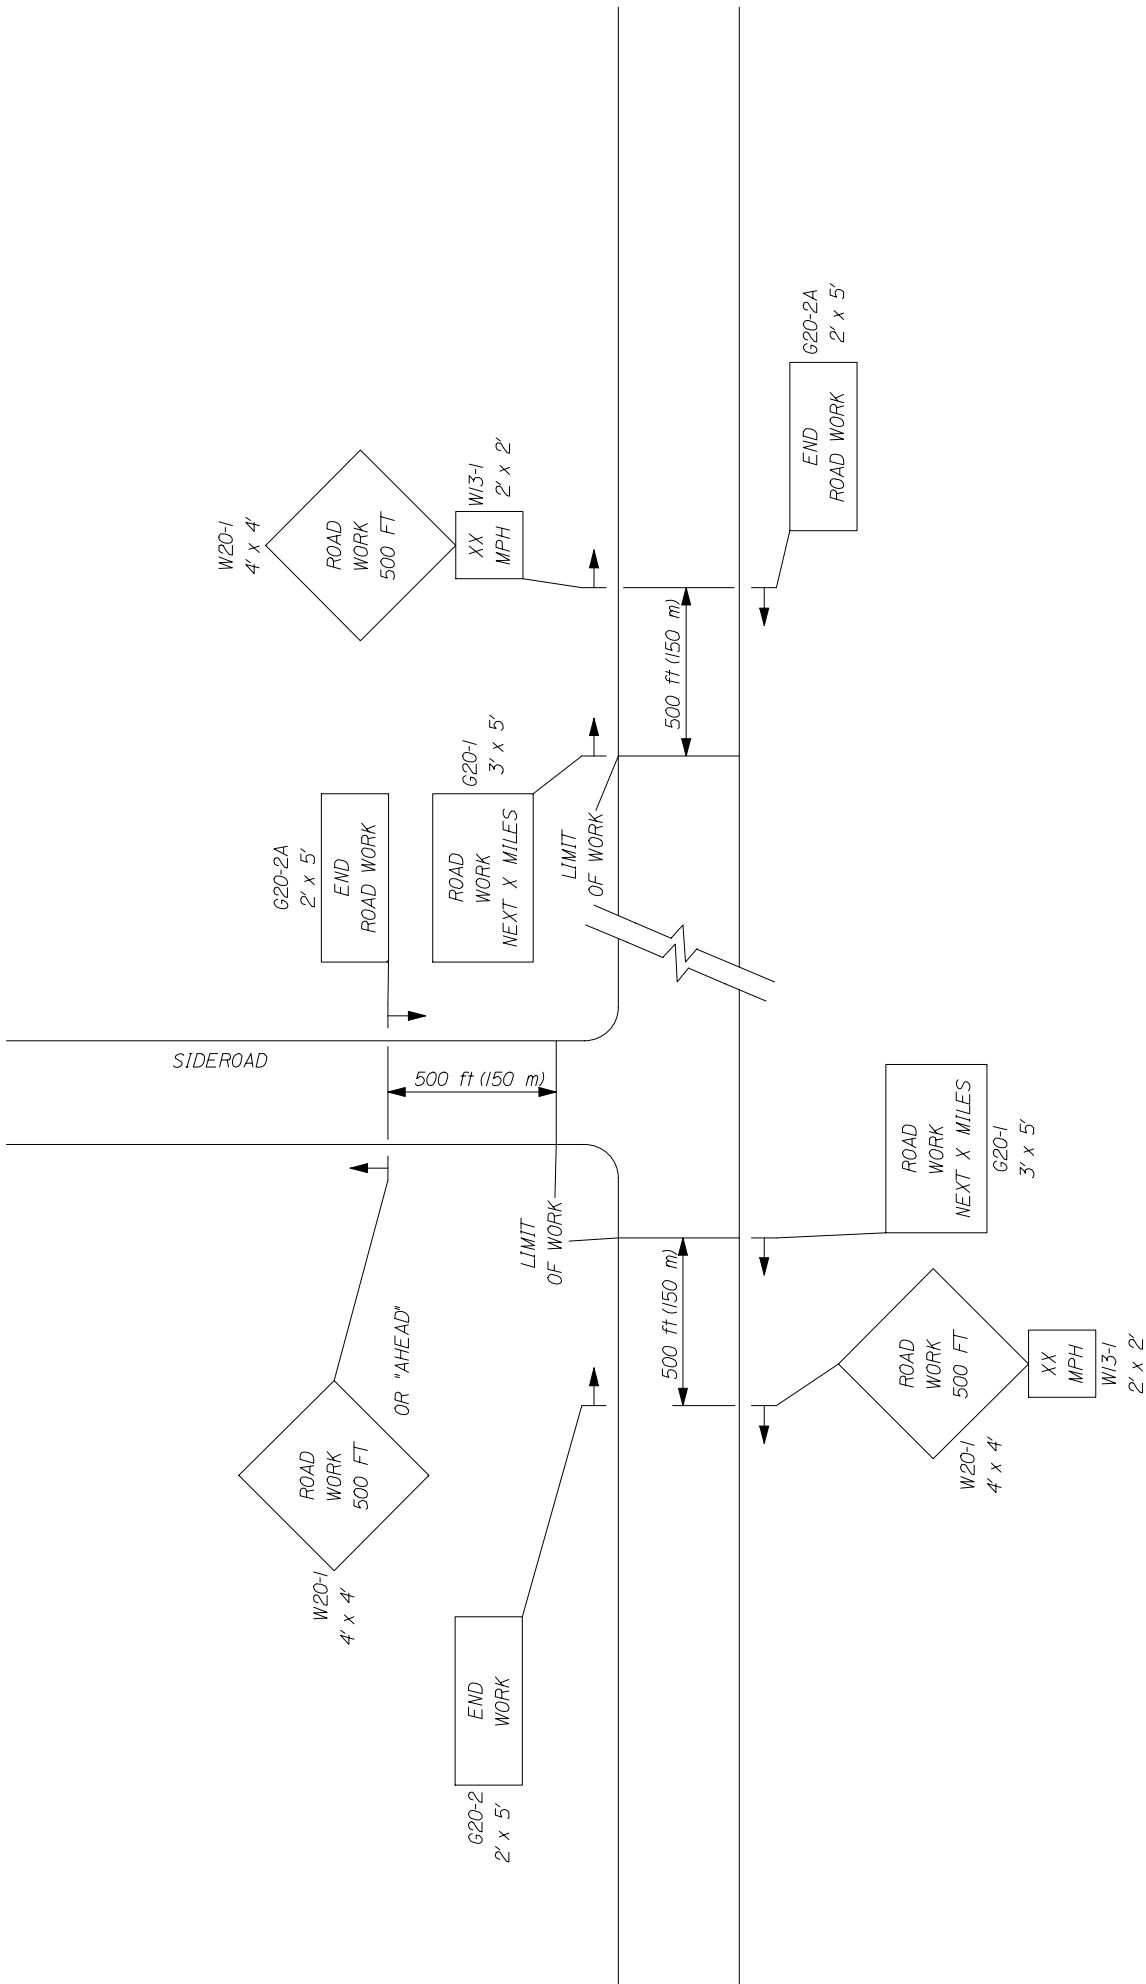 W20-1
4' x 4'
ROAD
WORK
500 FT
XX
MPH
W13-1
2' x 2'
G20-2A
2' x 5'
END
ROAD WORK
500 ft (150 m)
G20-1
3' x 5'
ROAD
WORK
NEXT X MILES
LIMIT
OF WORK
G20-2A
2' x 5'
END
ROAD WORK
SIDEROAD
500 ft (150 m)
ROAD
WORK
NEXT X MILES
G20-1
3' x 5'
LIMIT
OF WORK
500 ft (150 m)
OR "AHEAD"
ROAD
WORK
500 FT
W20-1
4' x 4'
ROAD
WORK
500 FT
XX
MPH
W13-1
2' x 2'
W20-1
4' x 4'
END
WORK
G20-2
2' x 5'